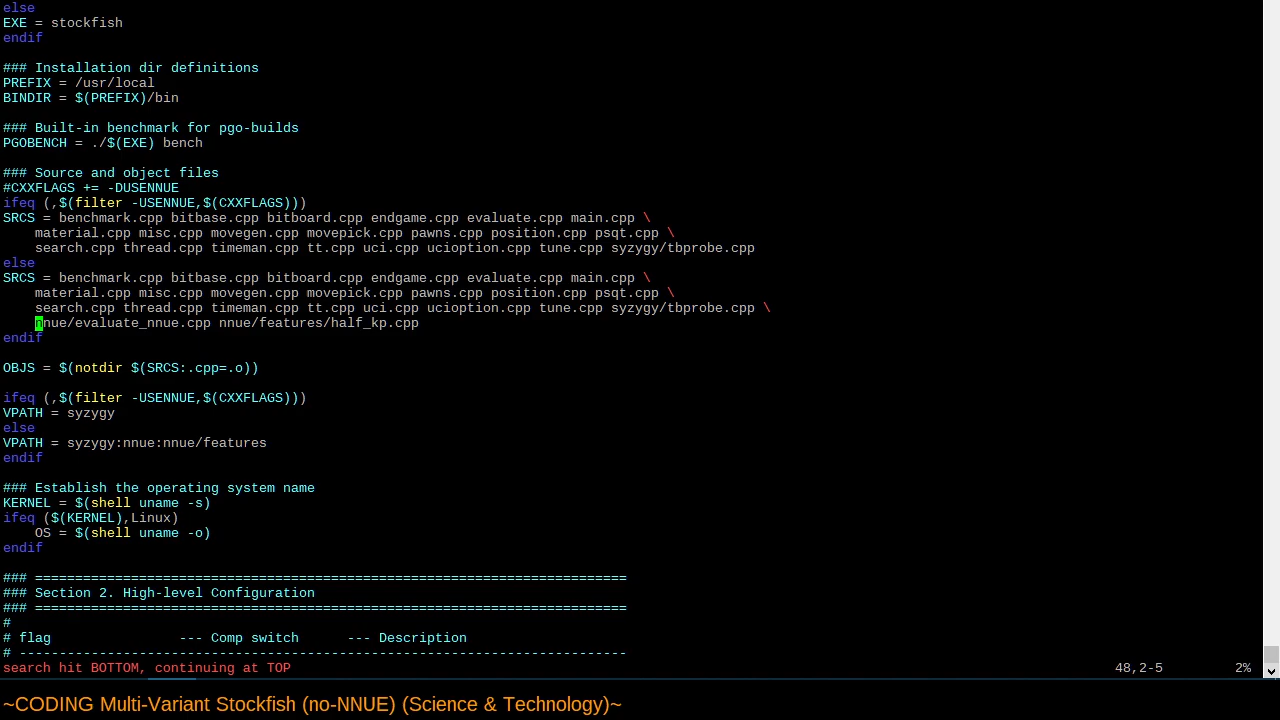 else
EXE = stockfish
endif
### Installation dir definitions
PREFIX = /usr/local
BINDIR = $(PREFIX)/bin
### Built-in benchmark for pgo-builds
PGOBENCH = ./$(EXE) bench
### Source and object files
#CXXFLAGS += -DUSENNUE
ifeq (,$(filter -USENNUE,$(CXXFLAGS)))
SRCS = benchmark.cpp bitbase.cpp bitboard.cpp endgame.cpp evaluate.cpp main.cpp \
    material.cpp misc.cpp movegen.cpp movepick.cpp pawns.cpp position.cpp psqt.cpp \
    search.cpp thread.cpp timeman.cpp tt.cpp uci.cpp ucioption.cpp tune.cpp syzygy/tbprobe.cpp
else
SRCS = benchmark.cpp bitbase.cpp bitboard.cpp endgame.cpp evaluate.cpp main.cpp \
    material.cpp misc.cpp movegen.cpp movepick.cpp pawns.cpp position.cpp psqt.cpp \
    search.cpp thread.cpp timeman.cpp tt.cpp uci.cpp ucioption.cpp tune.cpp syzygy/tbprobe.cpp \
    nnue/evaluate_nnue.cpp nnue/features/half_kp.cpp
endif
OBJS = $(notdir $(SRCS:.cpp=.o))
ifeq (,$(filter -USENNUE,$(CXXFLAGS)))
VPATH = syzygy
else
VPATH = syzygy:nnue:nnue/features
endif
### Establish the operating system name
KERNEL = $(shell uname -s)
ifeq ($(KERNEL),Linux)
    OS = $(shell uname -o)
endif
### ==========================================================================
### Section 2. High-level Configuration
### ==========================================================================
#
# flag                --- Comp switch      --- Description
# ----------------------------------------------------------------------------
search hit BOTTOM, continuing at TOP    48,2-5    2%
~CODING Multi-Variant Stockfish (no-NNUE) (Science & Technology)~